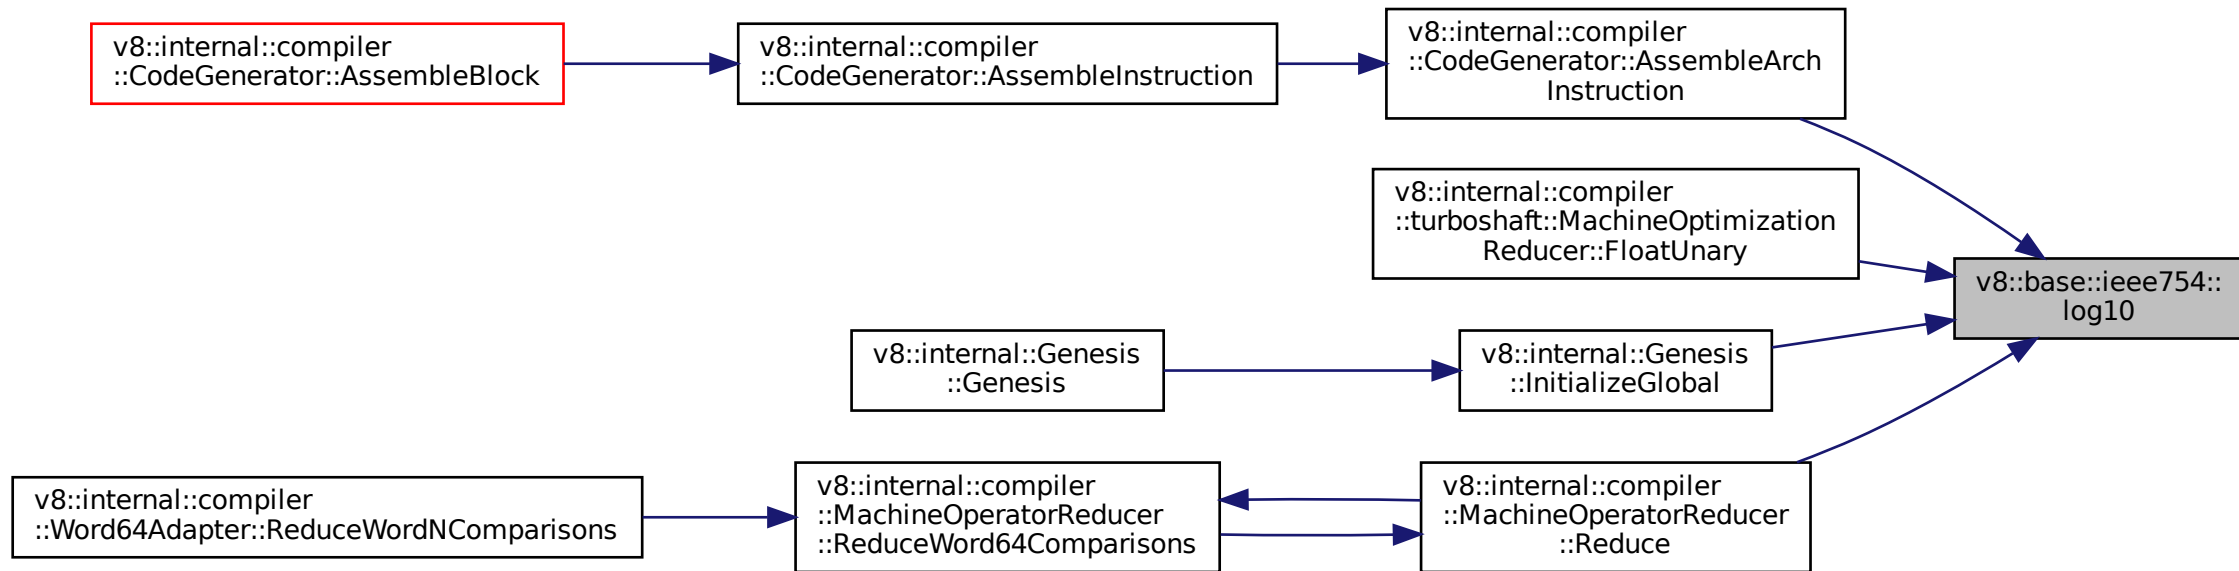 v8::internal::compiler
::CodeGenerator::AssembleBlock
v8::internal::compiler
::CodeGenerator::AssembleInstruction
v8::internal::compiler
::CodeGenerator::AssembleArch
Instruction
v8::internal::compiler
::turboshaft::MachineOptimization
Reducer::FloatUnary
v8::base::ieee754::
log10
v8::internal::Genesis
::Genesis
v8::internal::Genesis
::InitializeGlobal
v8::internal::compiler
::Word64Adapter::ReduceWordNComparisons
v8::internal::compiler
::MachineOperatorReducer
::ReduceWord64Comparisons
v8::internal::compiler
::MachineOperatorReducer
::Reduce